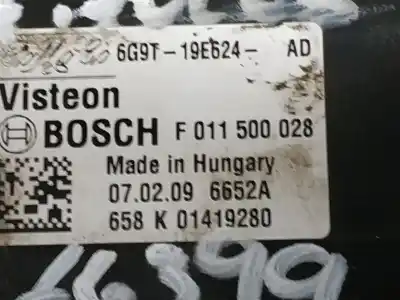 6G9T-19E624- AD
Visteon
BOSCH F 011 500 028
Made in Hungary
07.02.09 6652A
658 K 01419280